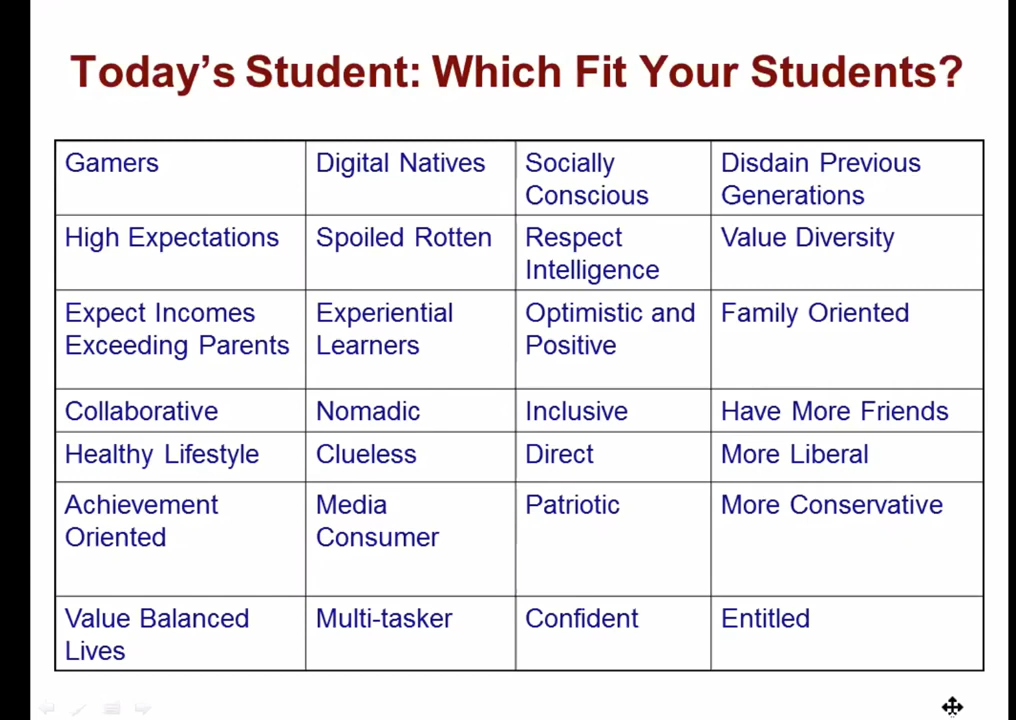 Today's Student: Which Fit Your Students?
Gamers
Digital Natives
Socially
Conscious
Disdain Previous
Generations
High Expectations
Spoiled Rotten
Respect
Intelligence
Value Diversity
Expect Incomes
Exceeding Parents
Experiential
Learners
Optimistic and
Positive
Family Oriented
Collaborative
Nomadic
Inclusive
Have More Friends
Healthy Lifestyle
Clueless
Direct
More Liberal
Achievement
Oriented
Media
Consumer
Patriotic
More Conservative
Value Balanced
Lives
Multi-tasker
Confident
Entitled